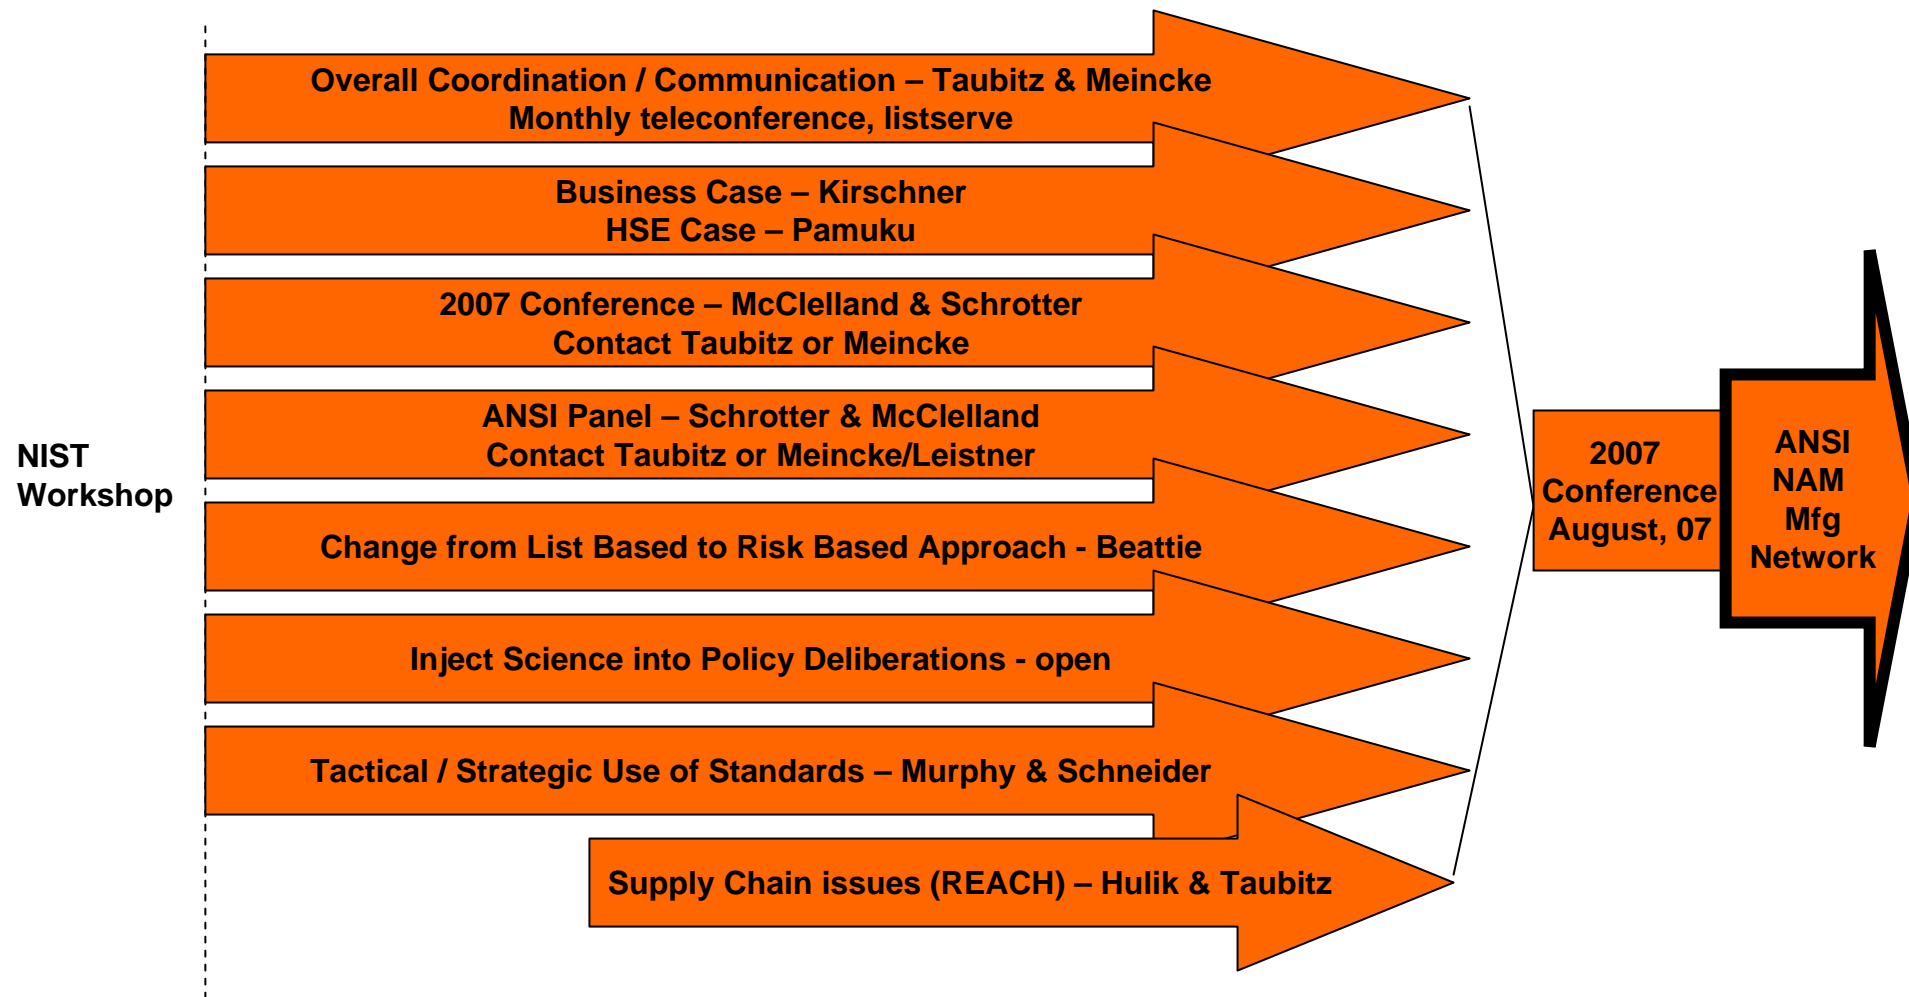 Overall Coordination / Communication – Taubitz & Meincke
Monthly teleconference, listserve
Business Case – Kirschner
HSE Case – Pamuku
2007 Conference – McClelland & Schrotter
Contact Taubitz or Meincke
ANSI Panel – Schrotter & McClelland
Contact Taubitz or Meincke/Leistner
NIST
Workshop
Change from List Based to Risk Based Approach - Beattie
Inject Science into Policy Deliberations - open
Tactical / Strategic Use of Standards – Murphy & Schneider
Supply Chain issues (REACH) – Hulik & Taubitz
2007
Conference
August, 07
ANSI
NAM
Mfg
Network